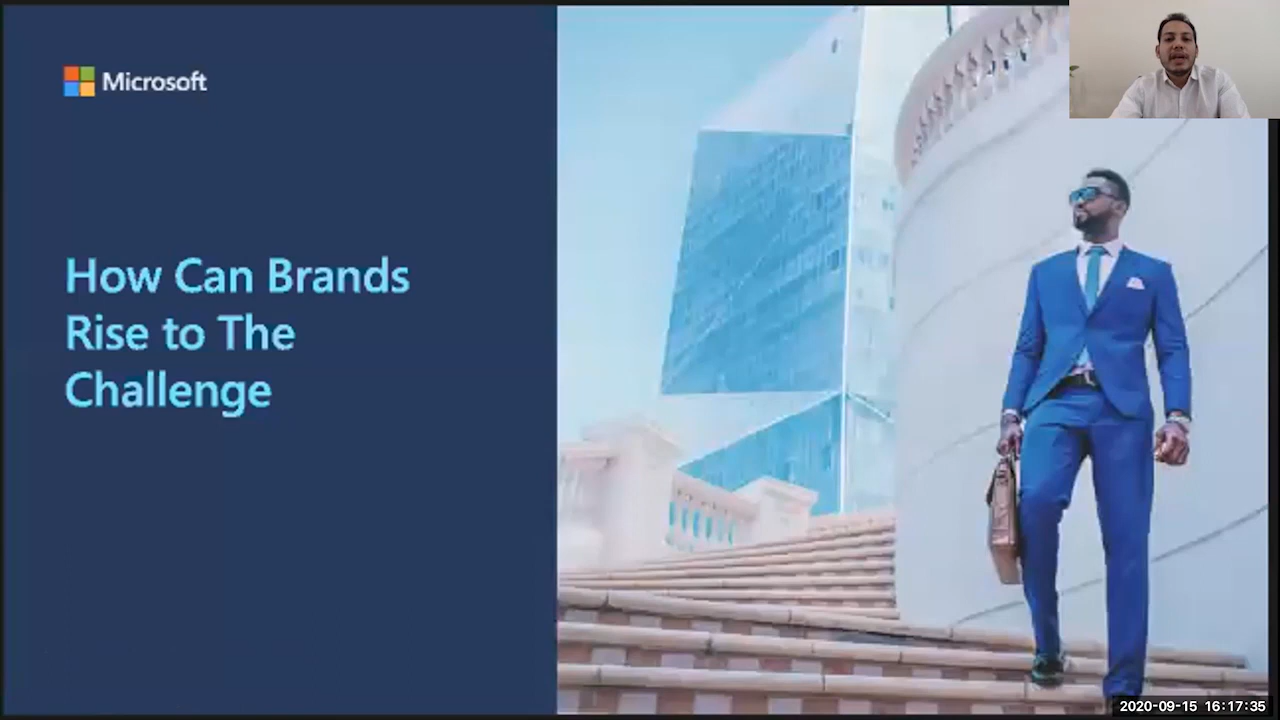 Microsoft
How Can Brands
Rise to The
Challenge
2020-09-15 16:17:35